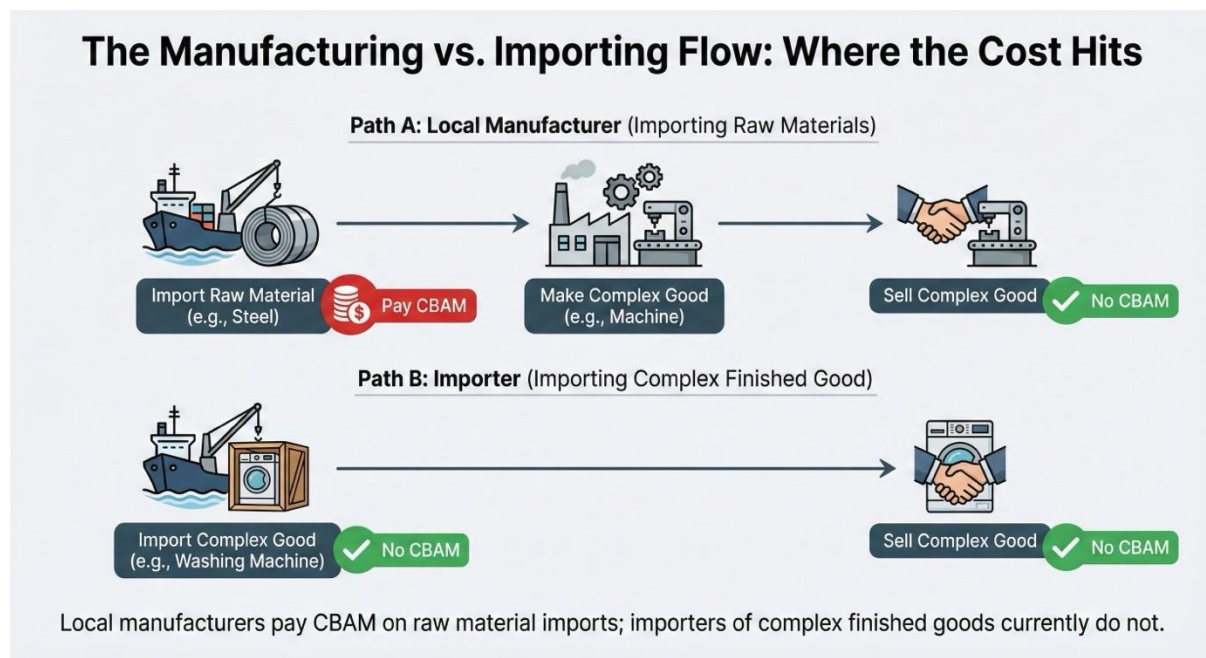 The Manufacturing vs. Importing Flow: Where the Cost Hits
Path A: Local Manufacturer (Importing Raw Materials)
Import Raw Material
(e.g., Steel)
Pay CBAM
Make Complex Good
(e.g., Machine)
Sell Complex Good
No CBAM
Path B: Importer (Importing Complex Finished Good)
Import Complex Good
(e.g., Washing Machine)
No CBAM
Sell Complex Good
No CBAM
Local manufacturers pay CBAM on raw material imports; importers of complex finished goods currently do not.